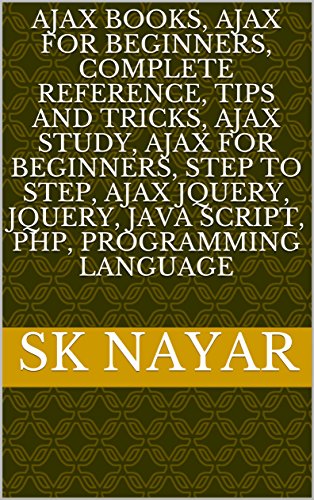 AJAX BOOKS, AJAX
FOR BEGINNERS,
COMPLETE
REFERENCE, TIPS
AND TRICKS, AJAX
STUDY, AJAX FOR
BEGINNERS, STEP TO
STEP, AJAX JQUERY,
JQUERY, JAVA SCRIPT,
PHP, PROGRAMMING
LANGUAGE
SK NAYAR